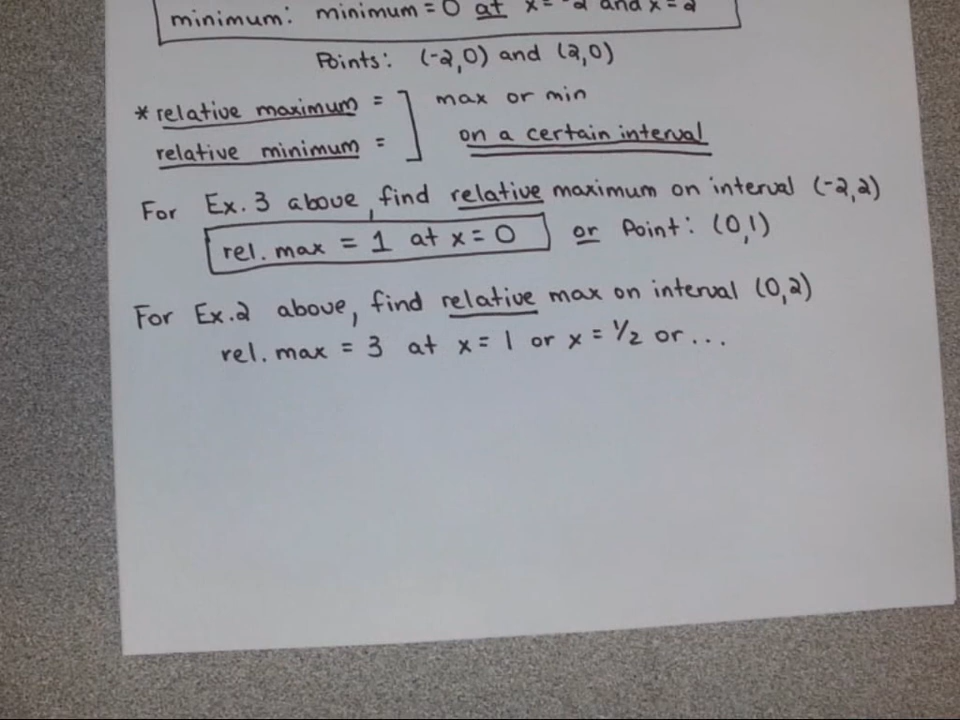 minimum: minimum = 0 at x = -2 and x = 2
Points: (-2,0) and (2,0)
* relative maximum = ] max or min
relative minimum = ] on a certain interval
For Ex. 3 above, find relative maximum on interval (-2,2)
rel. max = 1 at x = 0 or Point: (0,1)
For Ex. 2 above, find relative max on interval (0,2)
rel. max = 3 at x = 1 or x = 1/2 or ...